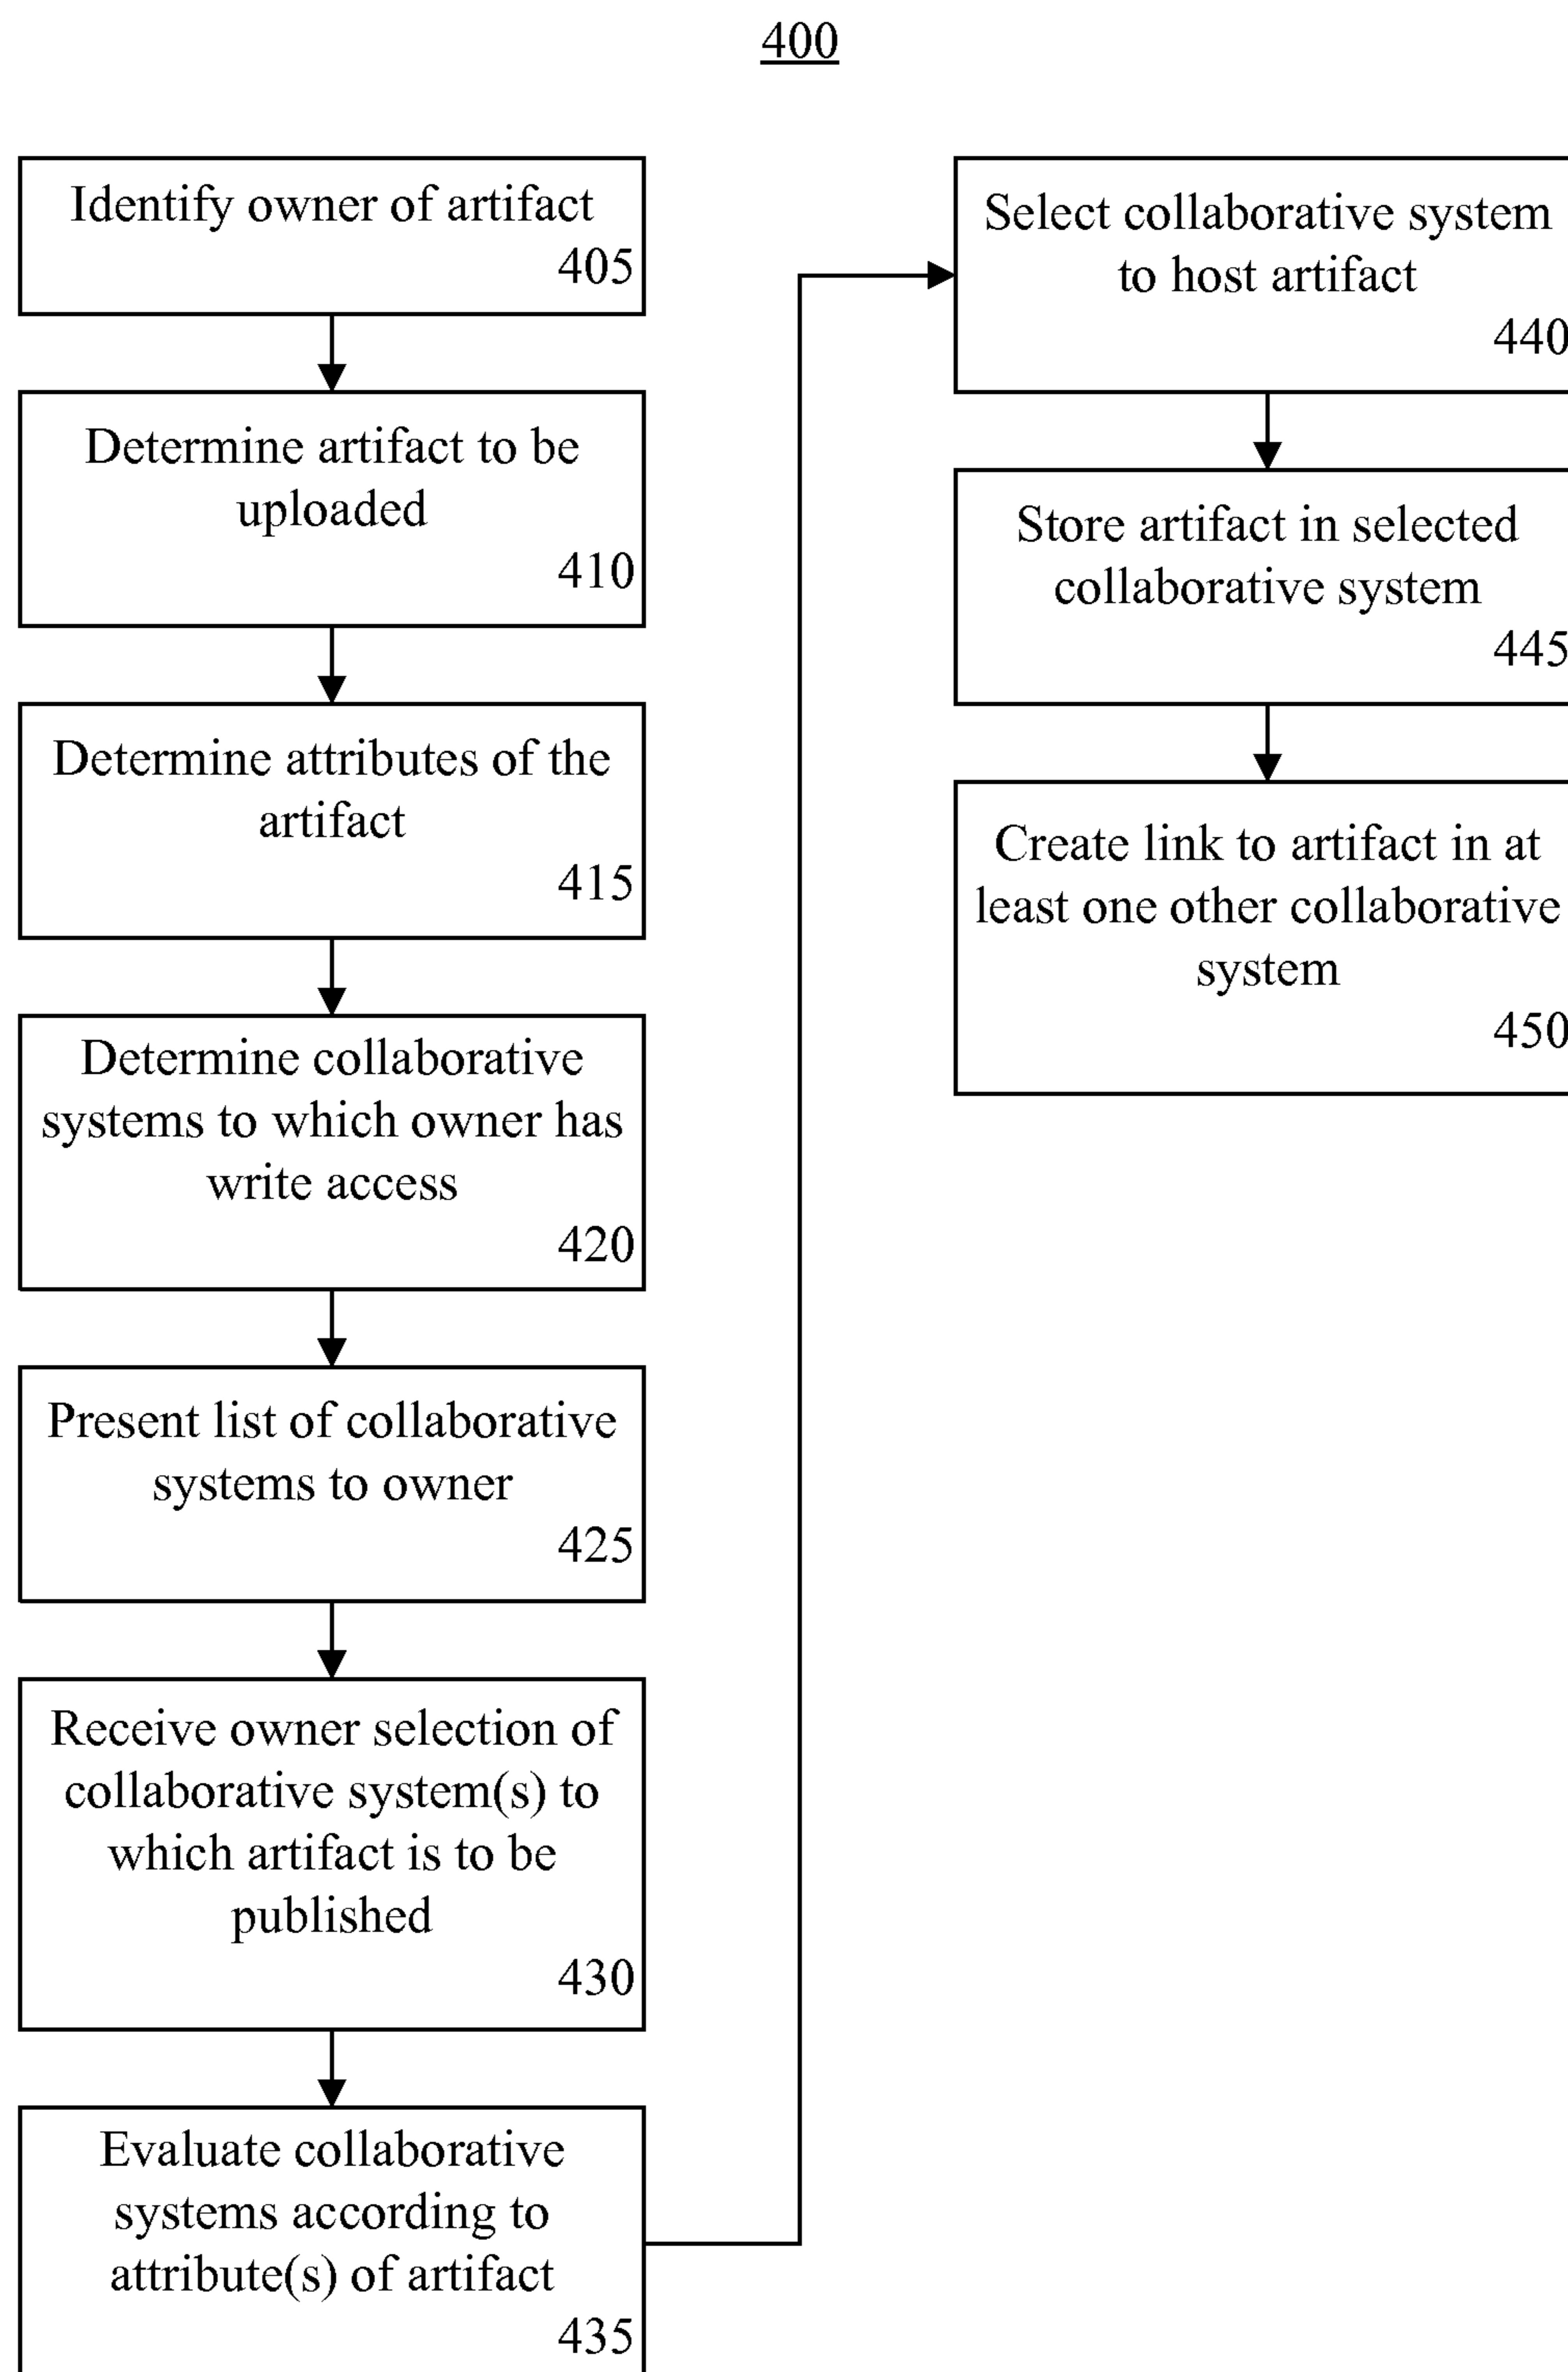 400
Identify owner of artifact
405
Determine artifact to be
uploaded
410
Determine attributes of the
artifact
415
Determine collaborative
systems to which owner has
write access
420
Present list of collaborative
systems to owner
425
Receive owner selection of
collaborative system(s) to
which artifact is to be
published
430
Evaluate collaborative
systems according to
attribute(s) of artifact
435
Select collaborative system
to host artifact
440
Store artifact in selected
collaborative system
445
Create link to artifact in at
least one other collaborative
system
450